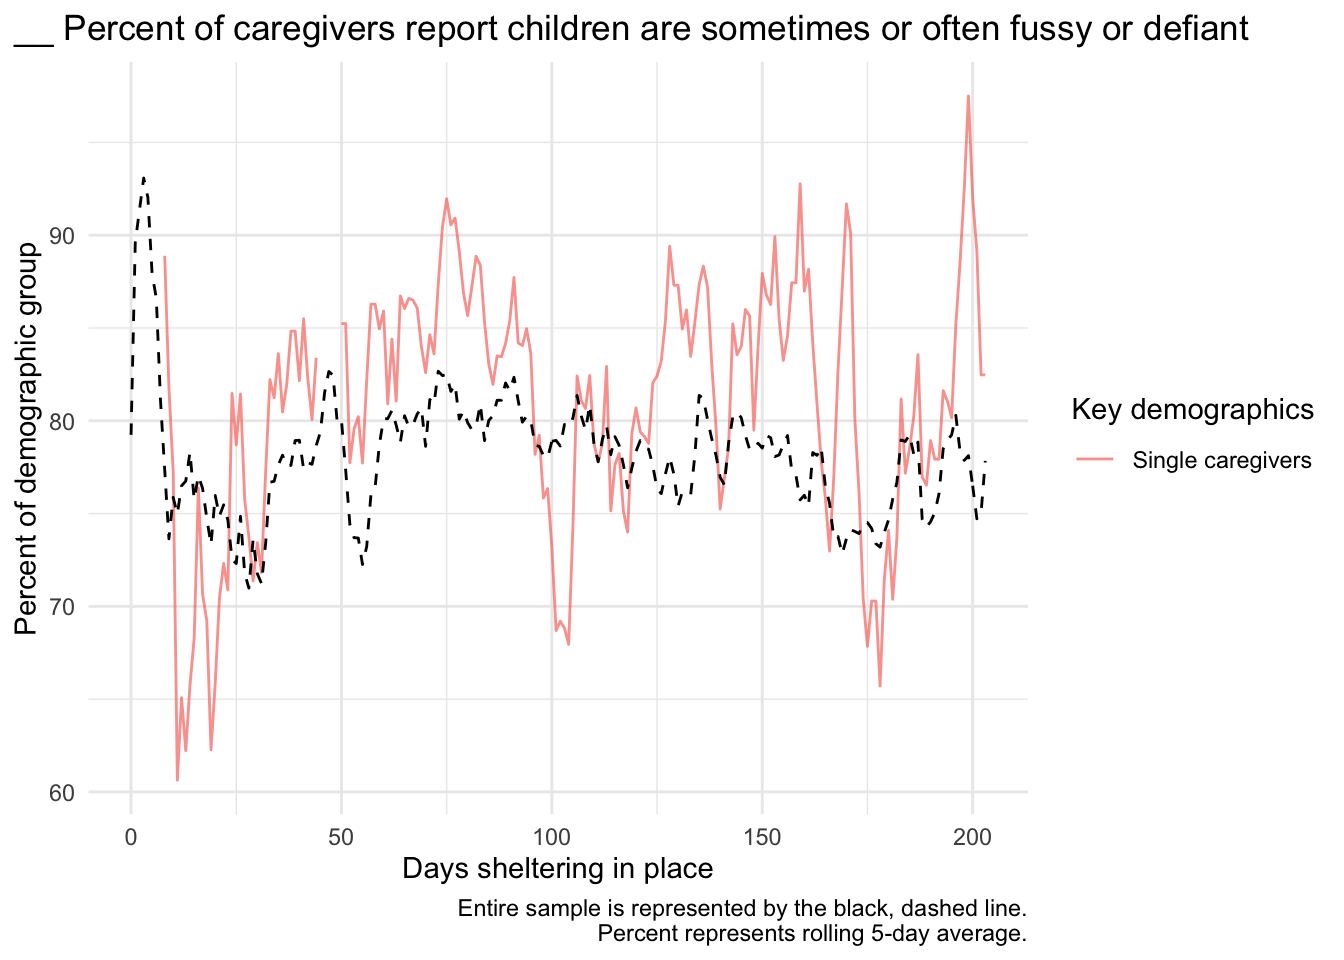 __ Percent of caregivers report children are sometimes or often fussy or defiant
Percent of demographic group
90
80
70
60
0 50 100 150 200
Days sheltering in place
Key demographics
Single caregivers
Entire sample is represented by the black, dashed line.
Percent represents rolling 5-day average.